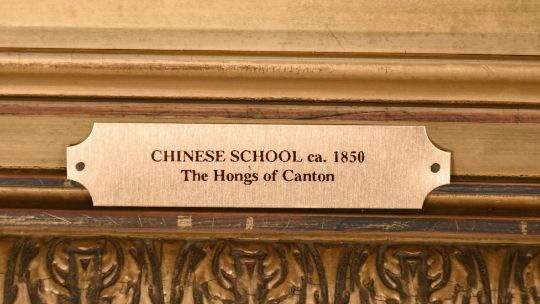 CHINESE SCHOOL ca. 1850
The Hongs of Canton